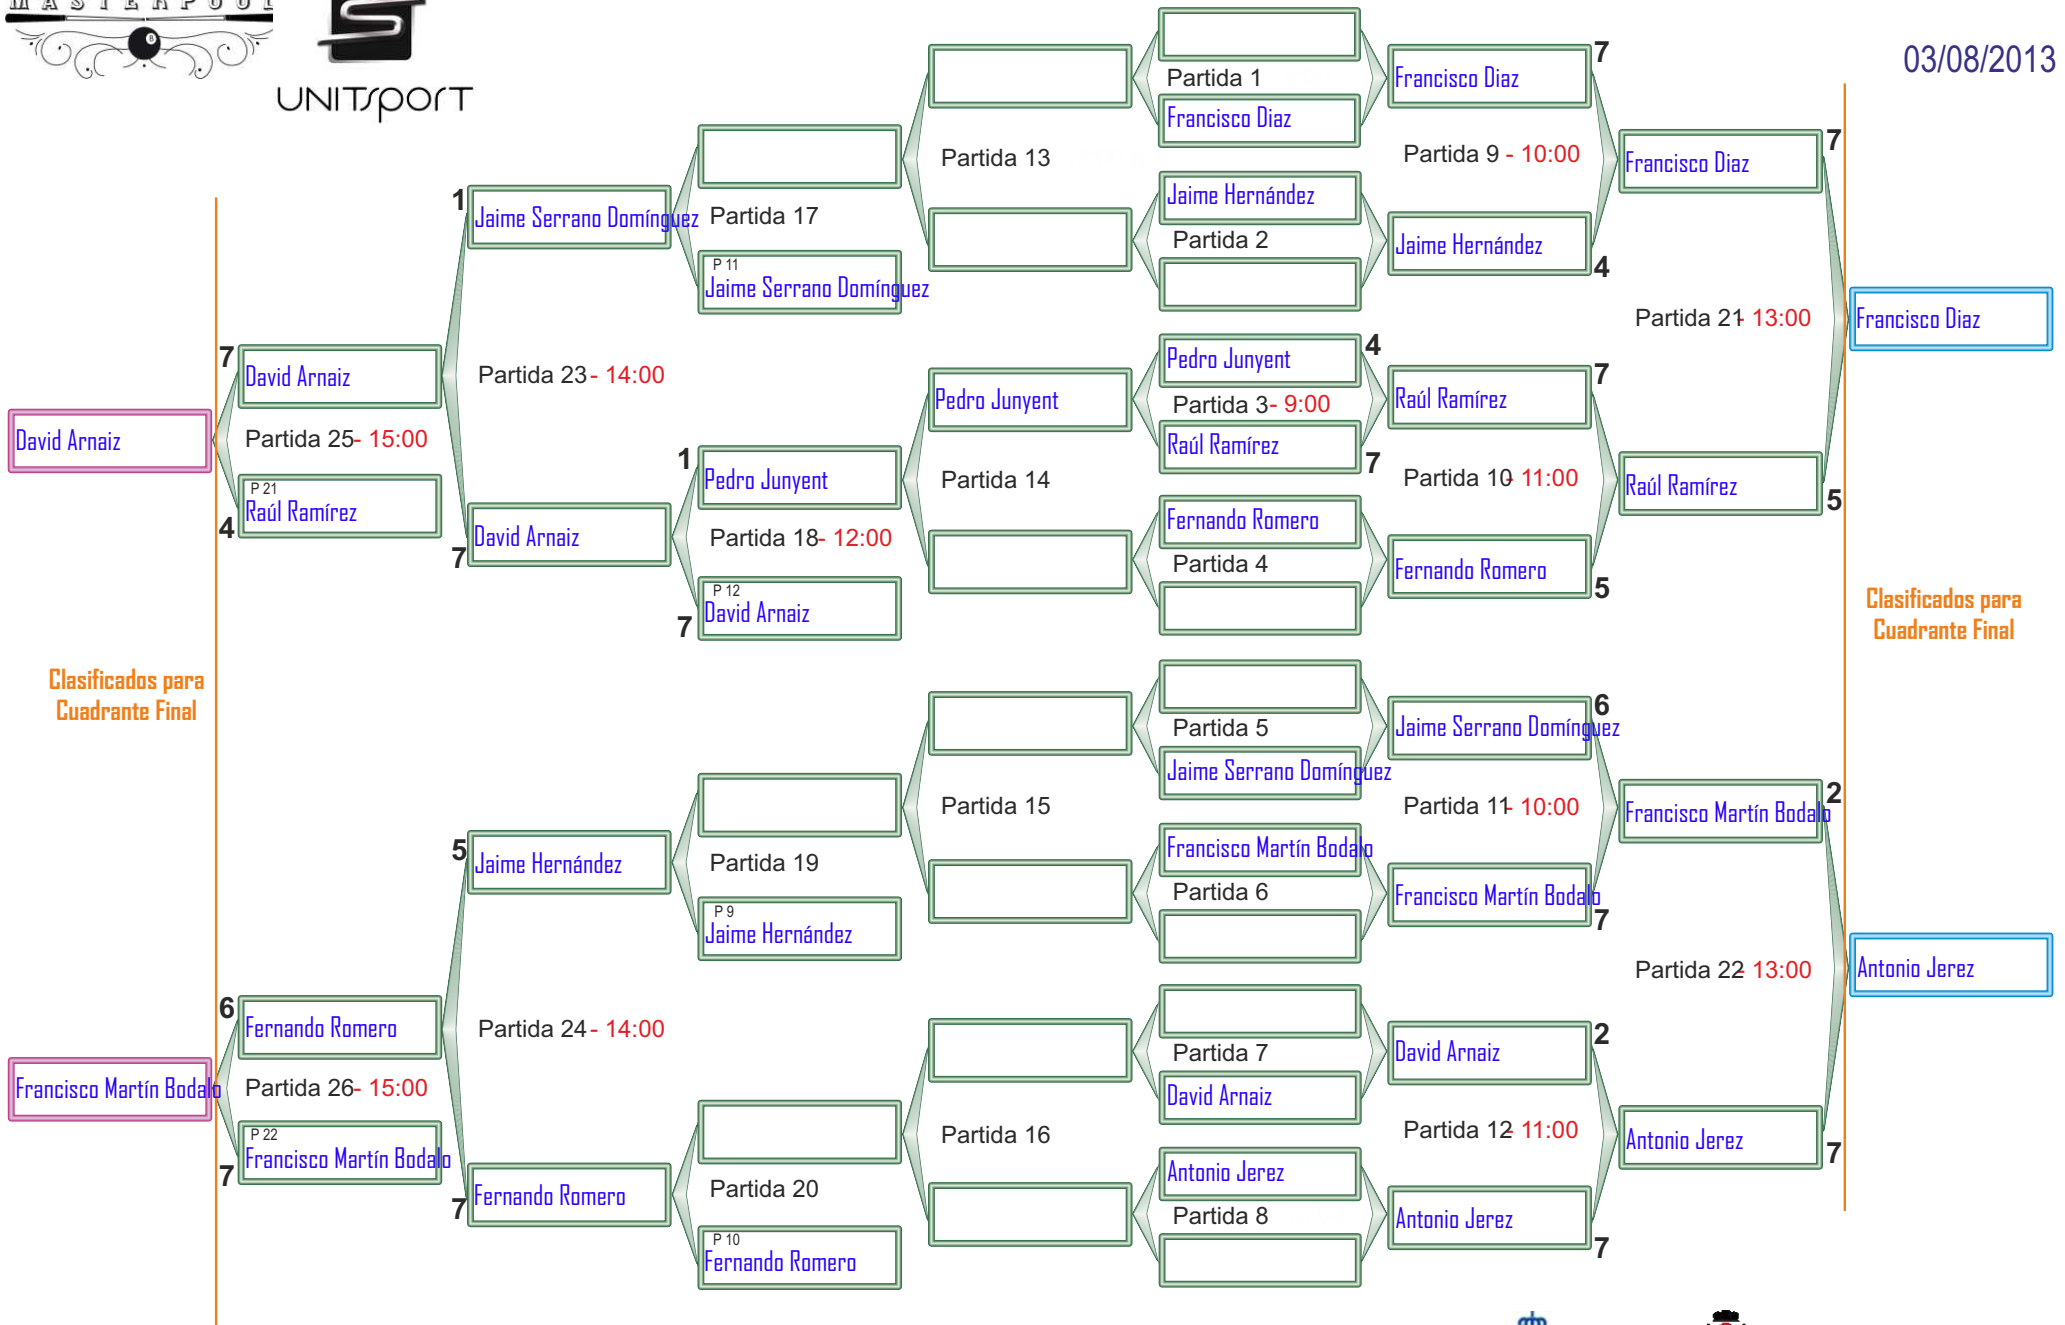 MASTERPOOL
8
UNITSPORT
03/08/2013
Partida 1
Francisco Diaz
Francisco Diaz
7
Partida 13
Partida 9 - 10:00
Francisco Diaz
7
Jaime Hernández
Partida 2
Jaime Hernández
4
1
Jaime Serrano Domínguez
Partida 17
P 11
Jaime Serrano Domínguez
Partida 21 - 13:00
Francisco Diaz
7
David Arnaiz
Partida 23 - 14:00
Pedro Junyent
4
Partida 3 - 9:00
Raúl Ramírez
7
Pedro Junyent
Raúl Ramírez
7
David Arnaiz
Partida 25 - 15:00
P 21
Raúl Ramírez
4
1
Pedro Junyent
Partida 14
Partida 10 - 11:00
Raúl Ramírez
5
David Arnaiz
7
Partida 18 - 12:00
P 12
David Arnaiz
7
Fernando Romero
Partida 4
Fernando Romero
5
Clasificados para
Cuadrante Final
Clasificados para
Cuadrante Final
Partida 5
Jaime Serrano Domínguez
Jaime Serrano Domínguez
6
Partida 15
Partida 11 - 10:00
Francisco Martín Bodalo
2
5
Jaime Hernández
Partida 19
P 9
Jaime Hernández
Francisco Martín Bodalo
Partida 6
Francisco Martín Bodalo
7
Partida 22 - 13:00
Antonio Jerez
6
Fernando Romero
Partida 24 - 14:00
Partida 7
David Arnaiz
David Arnaiz
2
Francisco Martín Bodalo
Partida 26 - 15:00
P 22
Francisco Martín Bodalo
7
Partida 16
Partida 12 - 11:00
Antonio Jerez
7
Fernando Romero
7
Partida 20
P 10
Fernando Romero
Antonio Jerez
Partida 8
Antonio Jerez
7